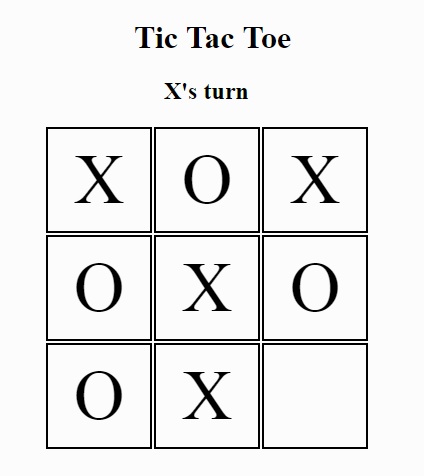 Tic Tac Toe
X's turn
X O X
O X O
O X